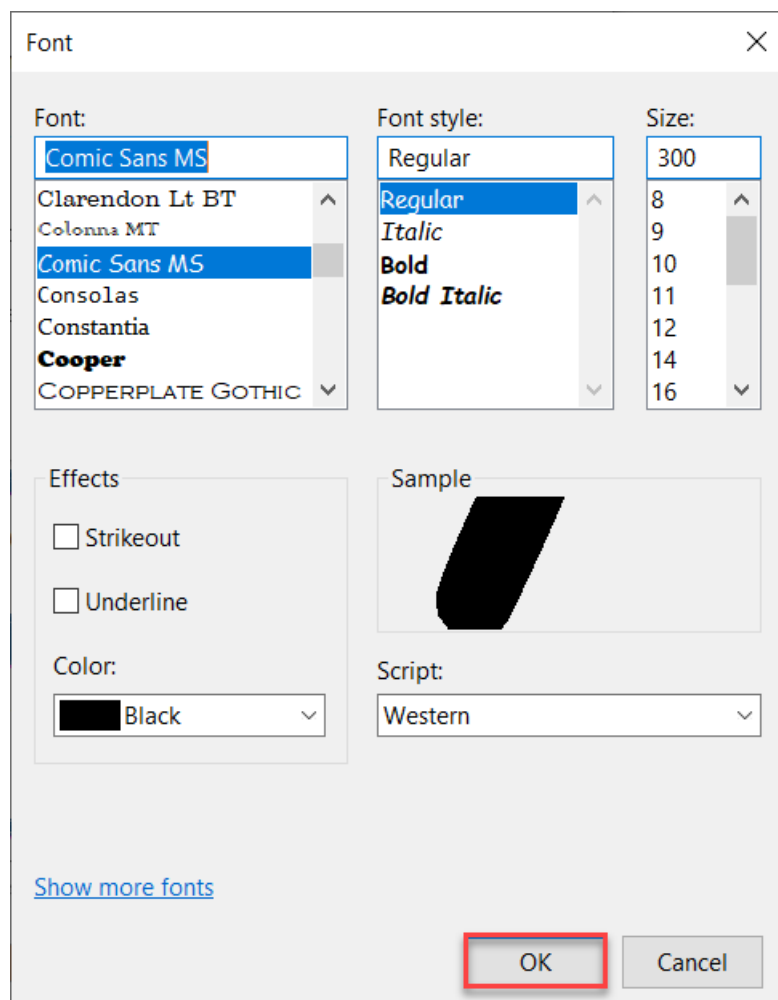 Font
Font: Font style: Size:
Comic Sans MS Regular 300
Clarendon Lt BT Regular 8
Colonna MT Italic 9
Comic Sans MS Bold 10
Consolas Bold Italic 11
Constantia 12
Cooper 14
COPPERPLATE GOTHIC 16
Effects Sample
Strikeout
Underline
Color: Script:
Black Western
Show more fonts
OK Cancel